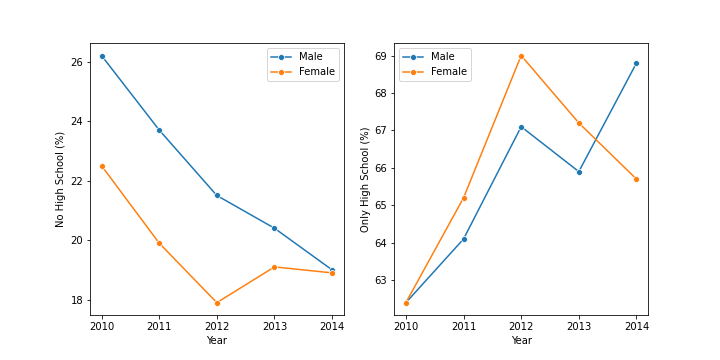 No High School (%)
26
24
22
20
18
2010 2011 2012 2013 2014
Year
Male
Female
Only High School (%)
69
68
67
66
65
64
63
2010 2011 2012 2013 2014
Year
Male
Female